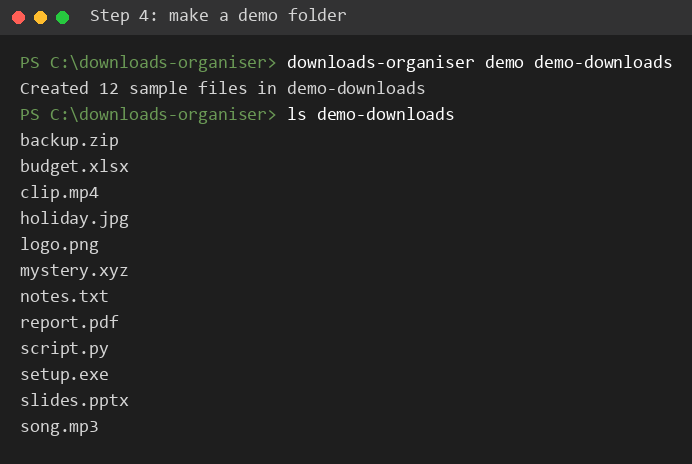 Step 4: make a demo folder
PS C:\downloads-organiser> downloads-organiser demo demo-downloads
Created 12 sample files in demo-downloads
PS C:\downloads-organiser> ls demo-downloads
backup.zip
budget.xlsx
clip.mp4
holiday.jpg
logo.png
mystery.xyz
notes.txt
report.pdf
script.py
setup.exe
slides.pptx
song.mp3